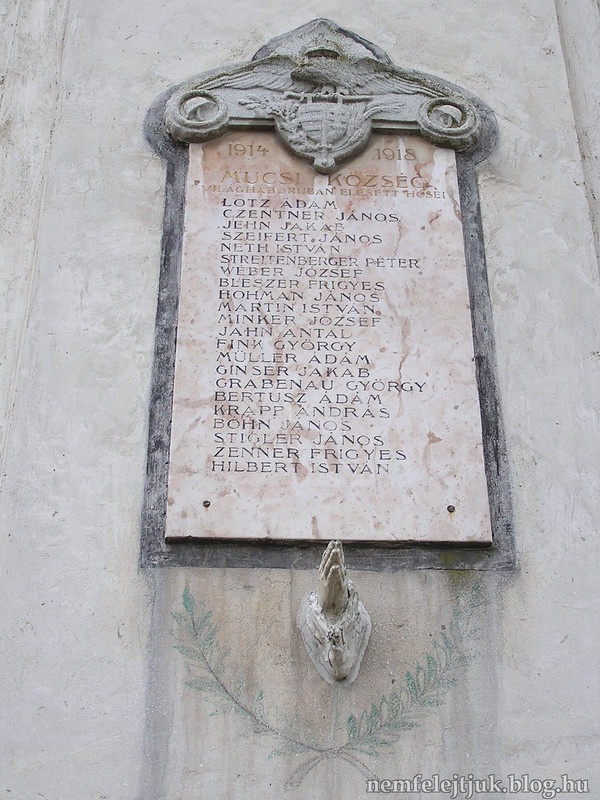 1914 1918
MUCSI KÖZSÉG
VILÁGHÁBORÚBAN ELESETT HŐSEI
LOTZ ÁDÁM
CZENTNER JÁNOS
JEHN JAKAB
SZEIFERT JÁNOS
NETH ISTVÁN
STREITENBERGER PÉTER
WEBER JÓZSEF
BLESZER FRIGYES
HOHMAN JÁNOS
MARTIN ISTVÁN
MINKER JÓZSEF
JAHN ANTAL
FINK GYÖRGY
MÜLLER ÁDÁM
GINSER JAKAB
GRABENAU GYÖRGY
BERTUSZ ÁDÁM
KRAPP ANDRÁS
BÖHN JÁNOS
STIGLER JÁNOS
ZENNER FRIGYES
HILBERT ISTVÁN
nemfelejtjuk.blog.hu